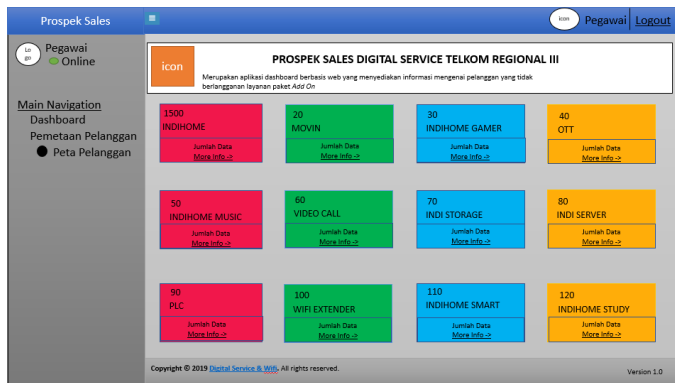 Prospek Sales
icon
Pegawai
Logout
Lo
go
Pegawai
Online
Main Navigation
Dashboard
Pemetaan Pelanggan
Peta Pelanggan
icon
PROSPEK SALES DIGITAL SERVICE TELKOM REGIONAL III
Merupakan aplikasi dashboard berbasis web yang menyediakan informasi mengenai pelanggan yang tidak
berlangganan layanan paket Add On
1500
INDIHOME
Jumlah Data
More Info ->
20
MOVIN
Jumlah Data
More Info ->
30
INDIHOME GAMER
Jumlah Data
More Info ->
40
OTT
Jumlah Data
More Info ->
50
INDIHOME MUSIC
Jumlah Data
More Info ->
60
VIDEO CALL
Jumlah Data
More Info ->
70
INDI STORAGE
Jumlah Data
More Info ->
80
INDI SERVER
Jumlah Data
More Info ->
90
PLC
Jumlah Data
More Info ->
100
WIFI EXTENDER
Jumlah Data
More Info ->
110
INDIHOME SMART
Jumlah Data
More Info ->
120
INDIHOME STUDY
Jumlah Data
More Info ->
Copyright © 2019 Digital Service & Wifi. All rights reserved.
Version 1.0